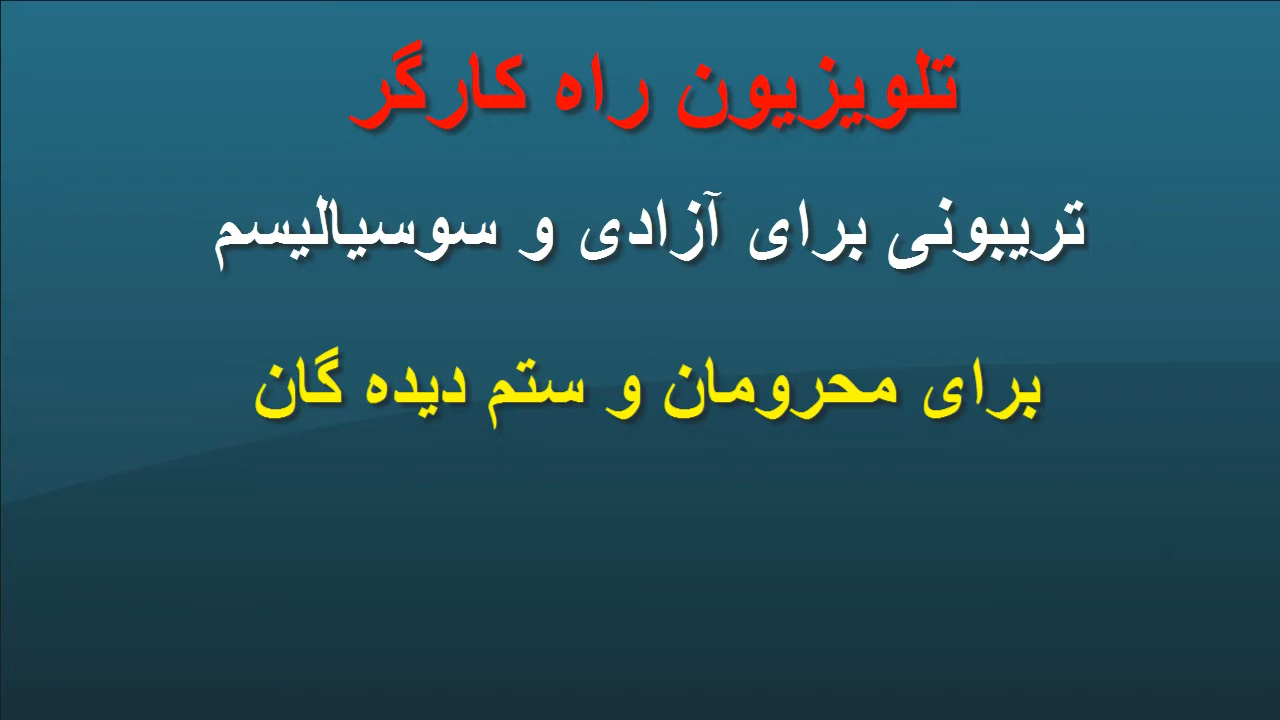 تلویزیون راه کارگر
تریبونی برای آزادی و سوسیالیسم
برای محرومان و ستم دیده گان